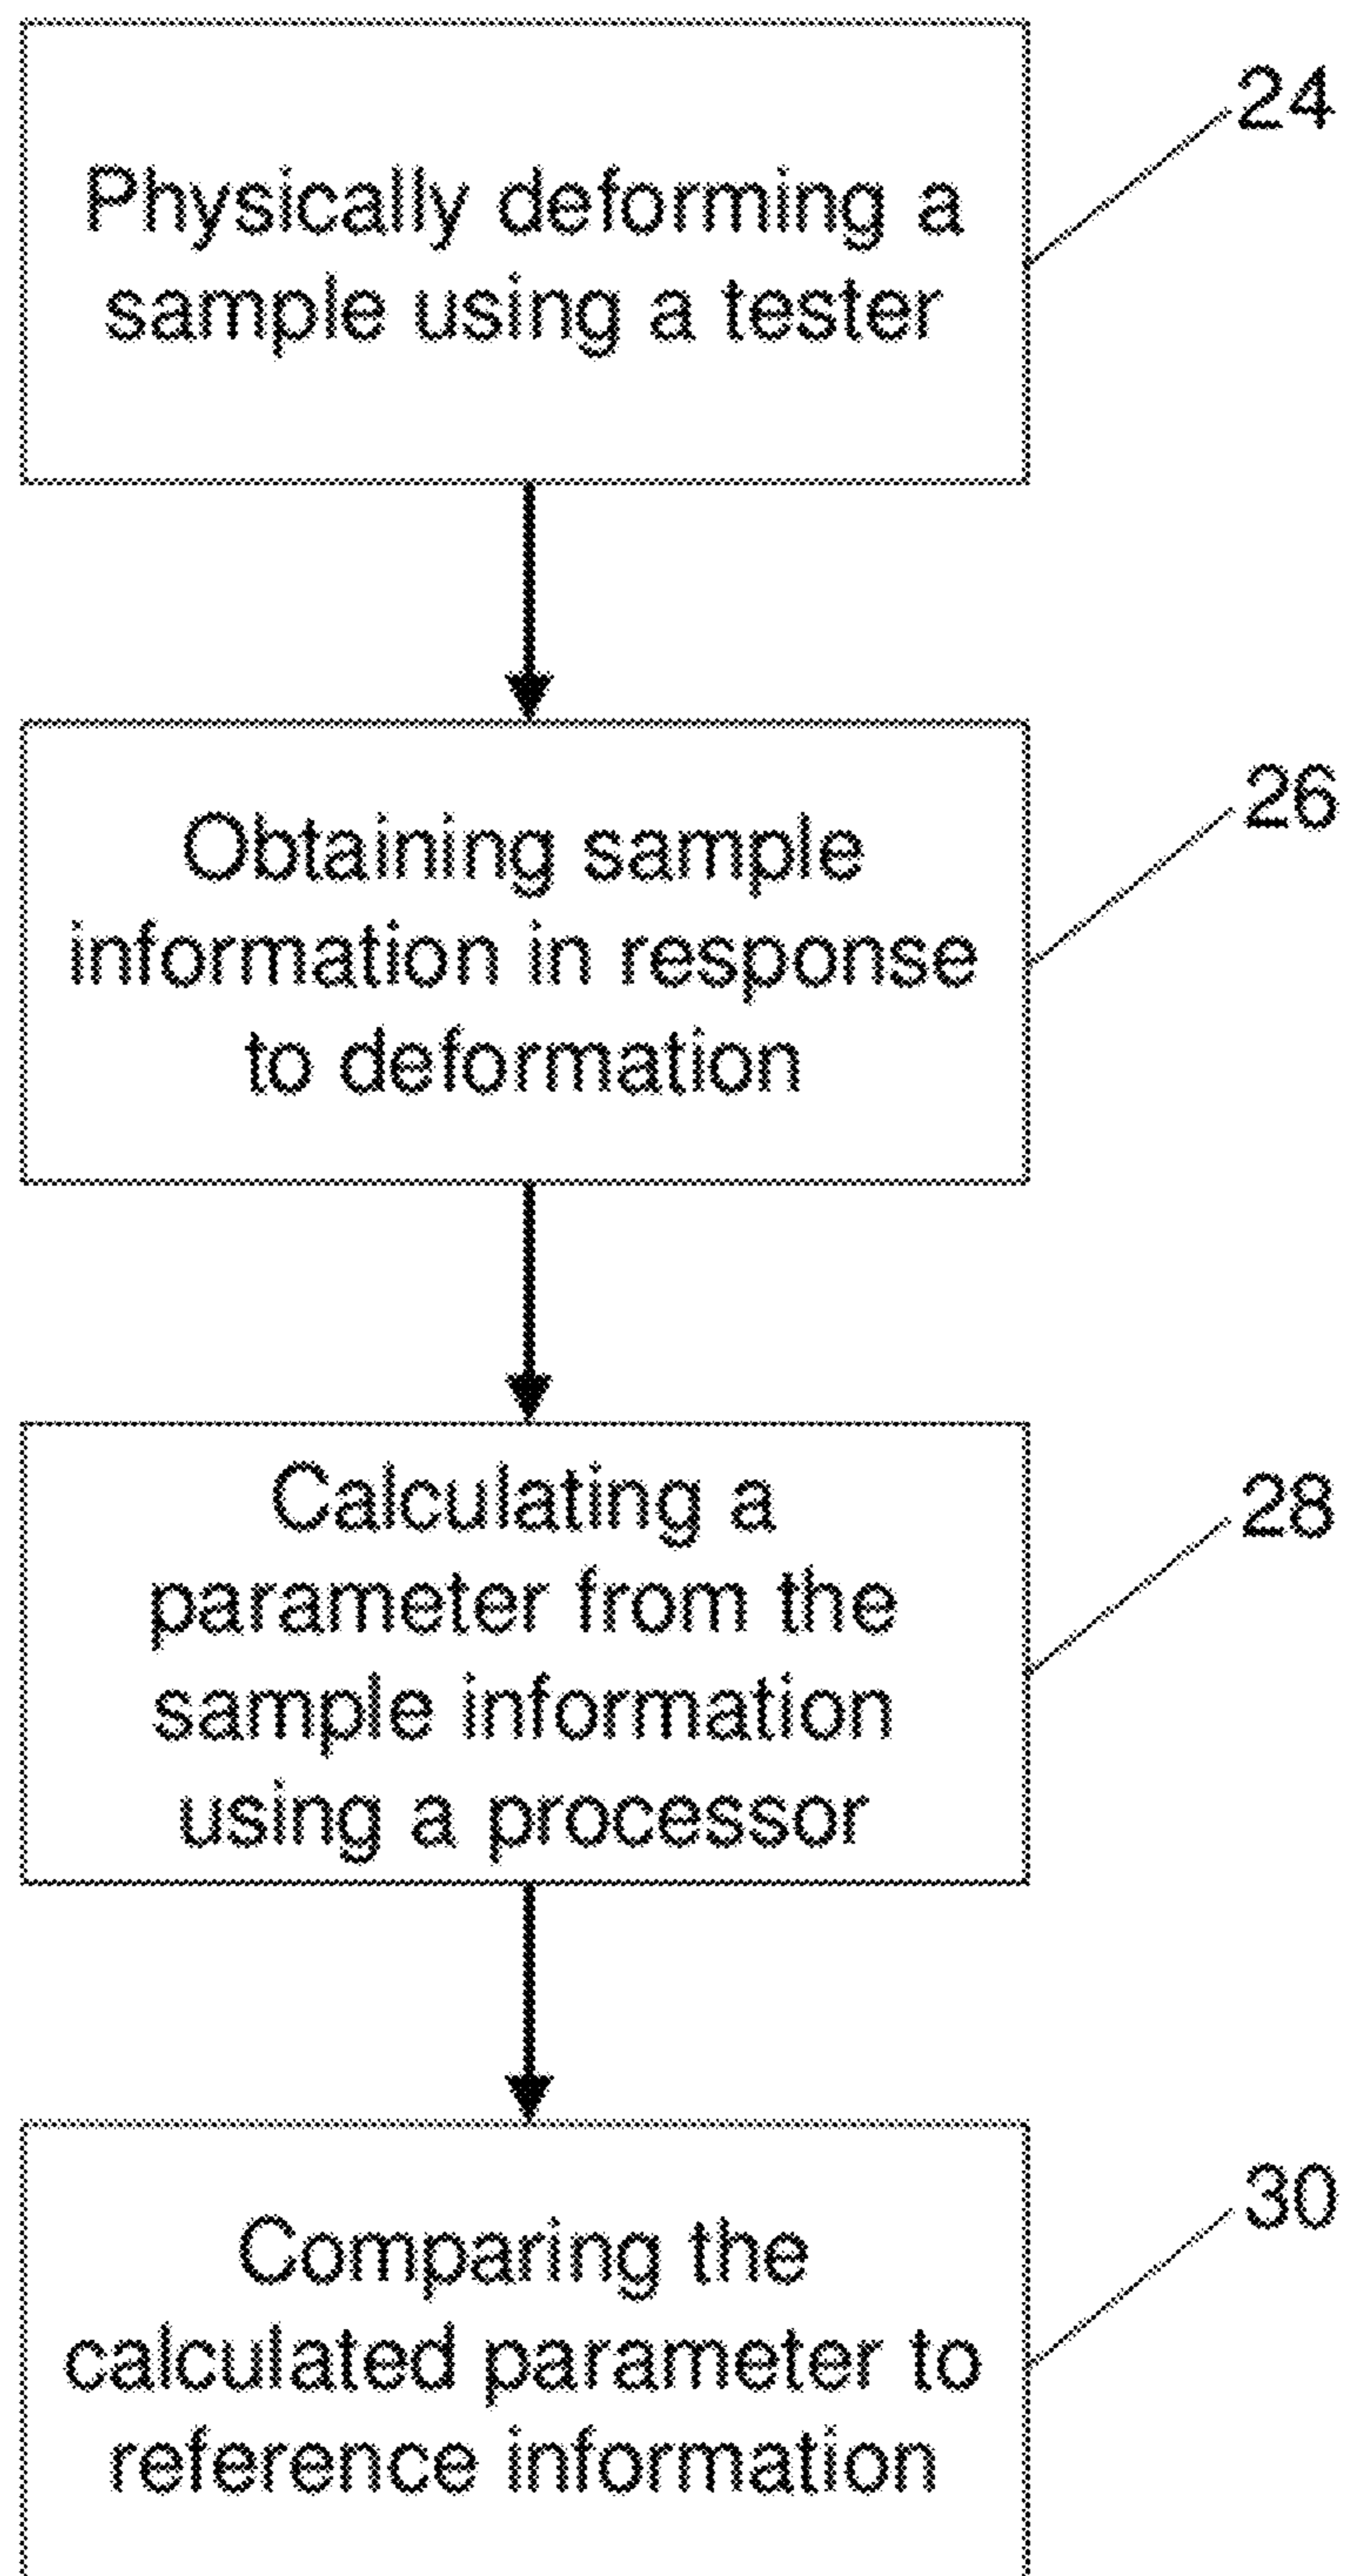 Physically deforming a
sample using a tester
24
Obtaining sample
information in response
to deformation
26
Calculating a
parameter from the
sample information
using a processor
28
Comparing the
calculated parameter to
reference information
30